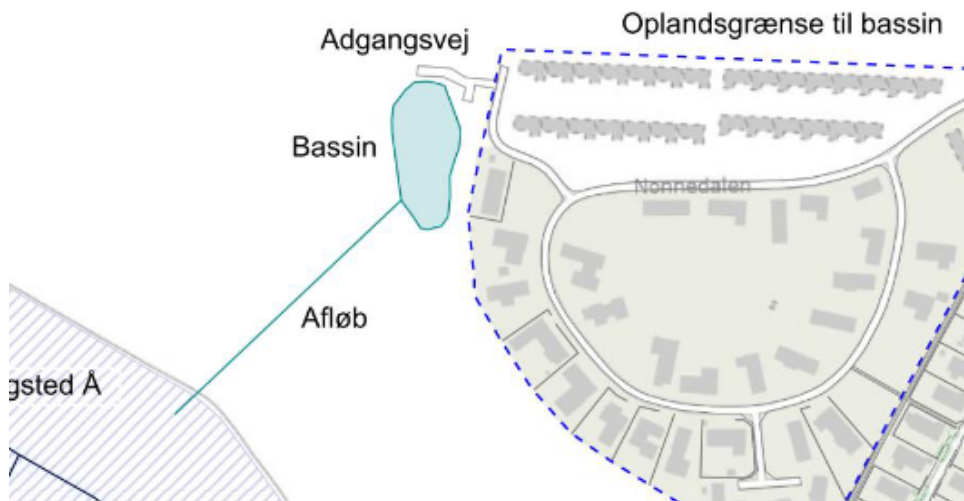 Oplandsgrænse til bassin
Adgangsvej
Bassin
Nonnedalen
Afløb
gsted Å